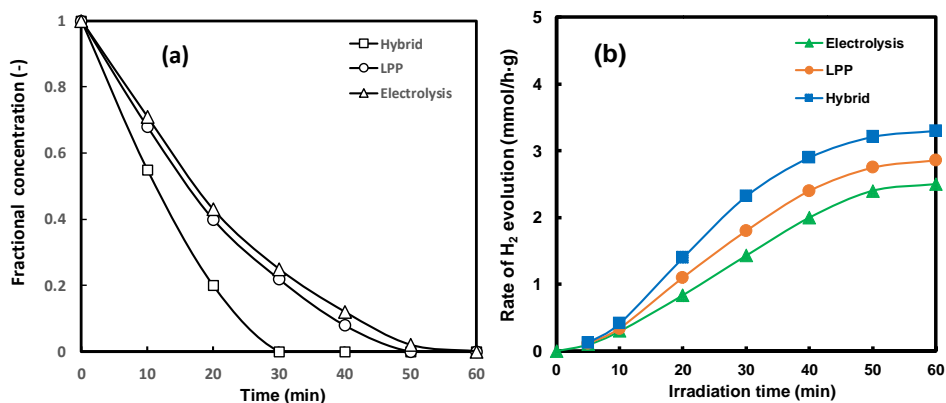 (a)
Hybrid
LPP
Electrolysis
Fractional concentration (-)
1
0.8
0.6
0.4
0.2
0
0 10 20 30 40 50 60
Time (min)
(b)
Electrolysis
LPP
Hybrid
Rate of H₂ evolution (mmol/h·g)
5
4
3
2
1
0
0 10 20 30 40 50 60
Irradiation time (min)